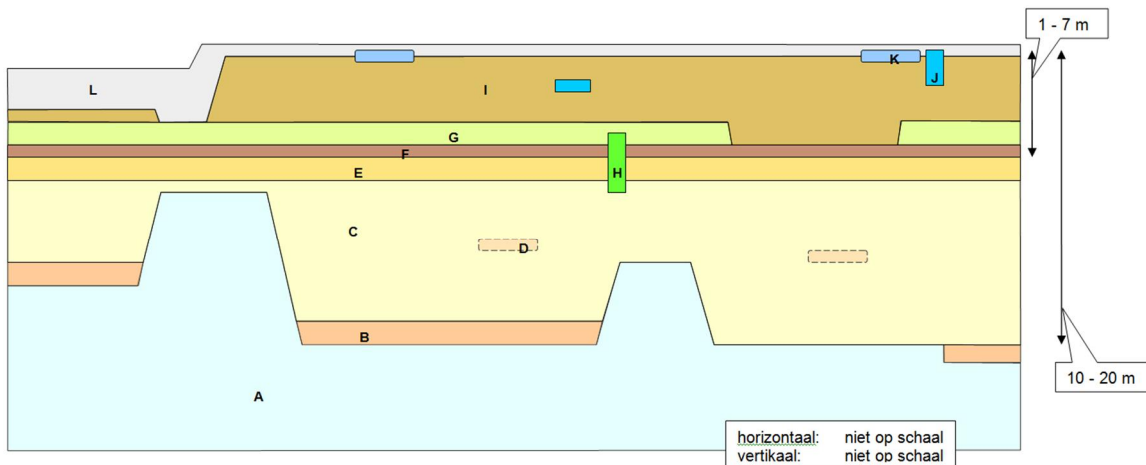 1 - 7 m
K
J
L
I
G
F
E
H
C
D
B
A
10 - 20 m
horizontaal: niet op schaal
vertikaal: niet op schaal